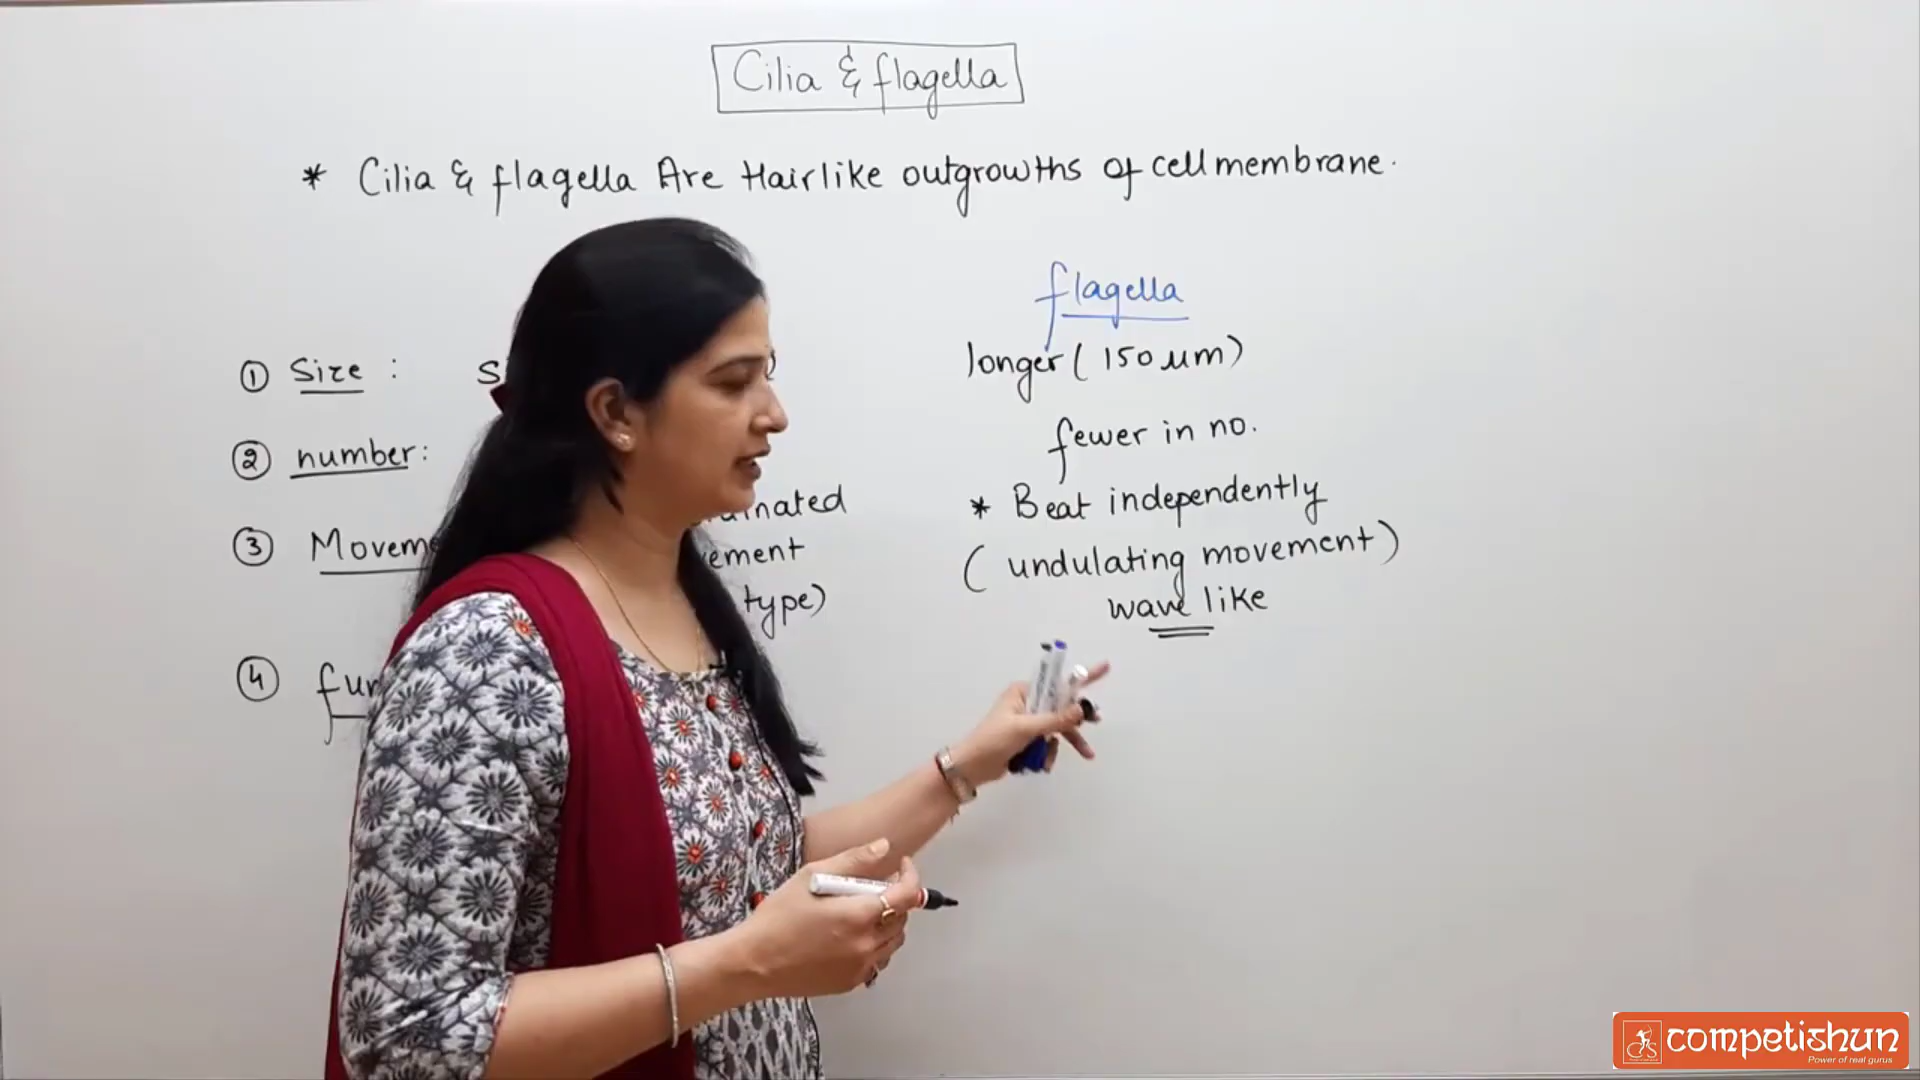 Cilia & flagella
* Cilia & flagella Are Hairlike outgrowths of cell membrane.
flagella
① Size :
longer ( 150 µm )
② number :
fewer in no.
③
* Beat independently
( undulating movement )
type)
wave like
④
competishun
Power of real gurus